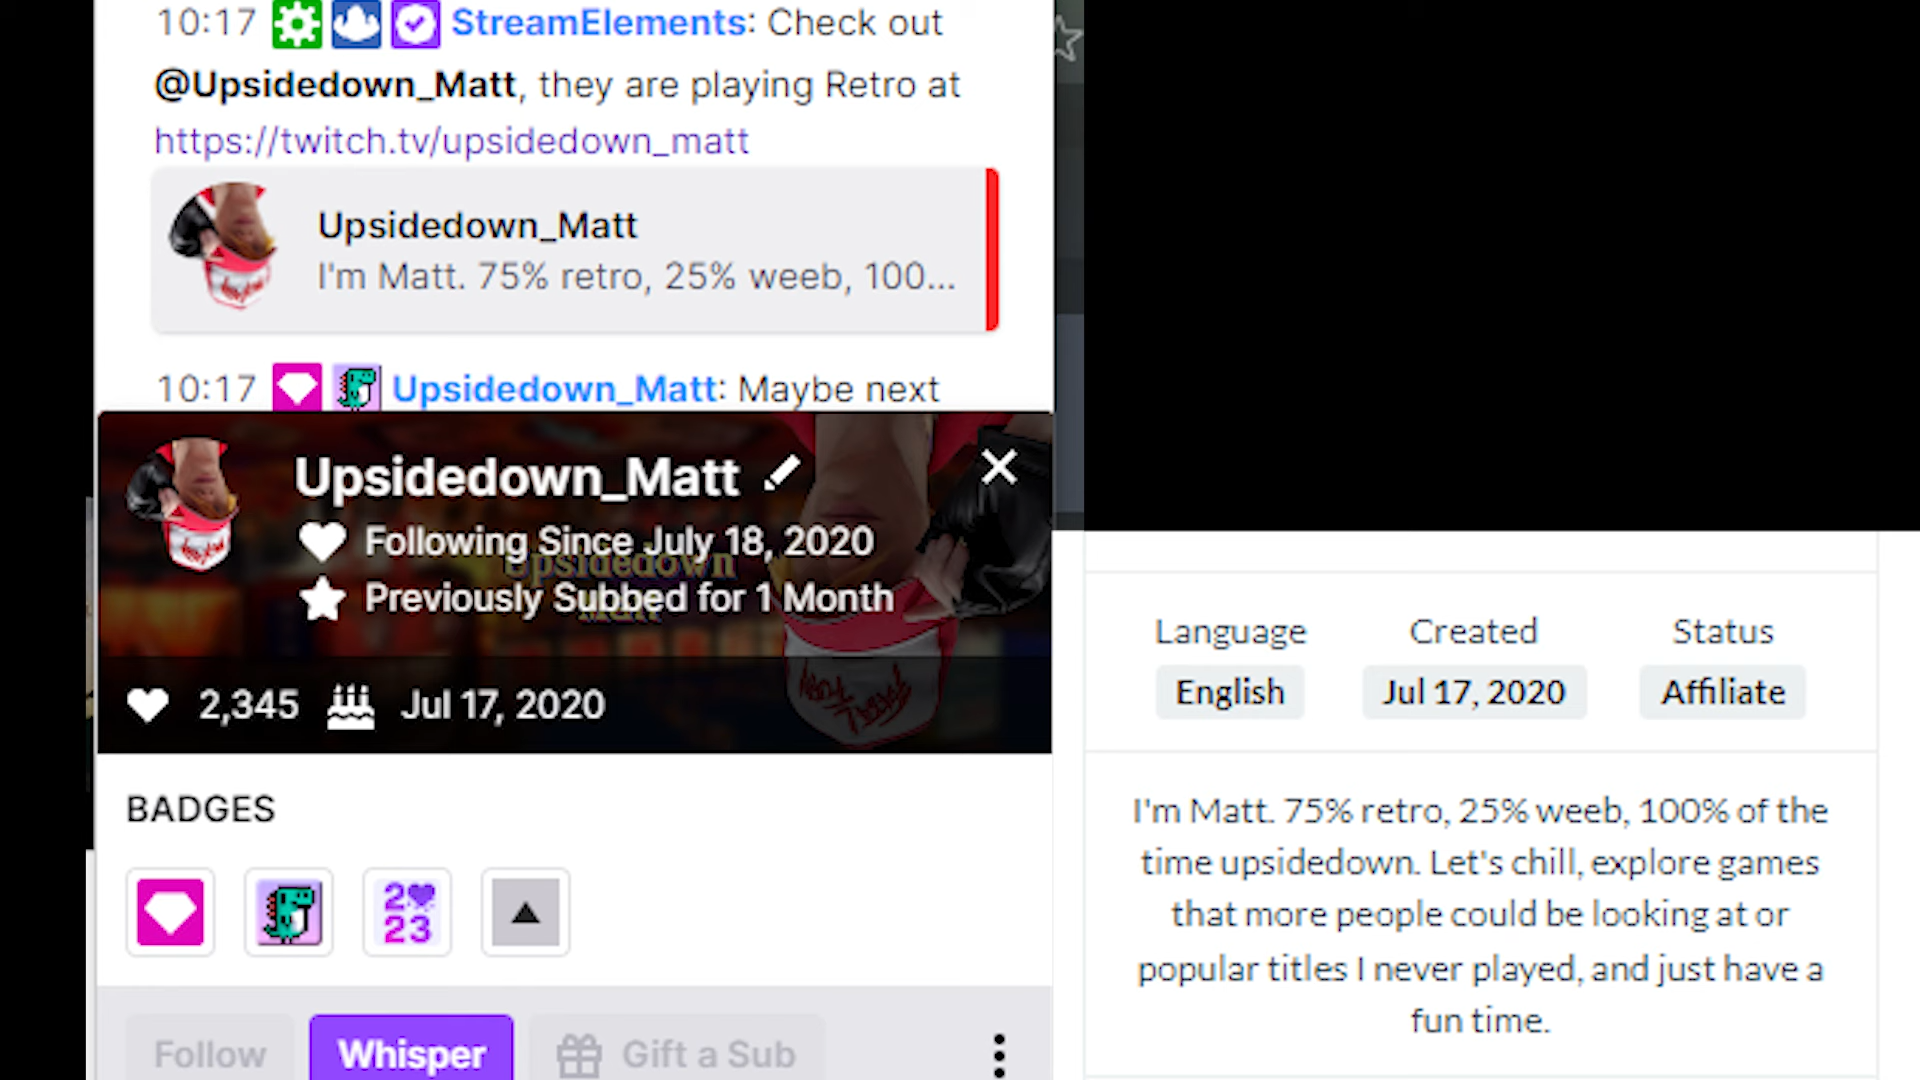 10:17 StreamElements: Check out
@Upsidedown_Matt, they are playing Retro at
https://twitch.tv/upsidedown_matt
Upsidedown_Matt
I'm Matt. 75% retro, 25% weeb, 100...
10:17 Upsidedown_Matt: Maybe next
Upsidedown_Matt
Following Since July 18, 2020
Upsidedown
Previously Subbed for 1 Month
Matt
2,345 Jul 17, 2020
BADGES
2 23
Follow Whisper Gift a Sub
Language Created Status
English Jul 17, 2020 Affiliate
I'm Matt. 75% retro, 25% weeb, 100% of the
time upsidedown. Let's chill, explore games
that more people could be looking at or
popular titles I never played, and just have a
fun time.